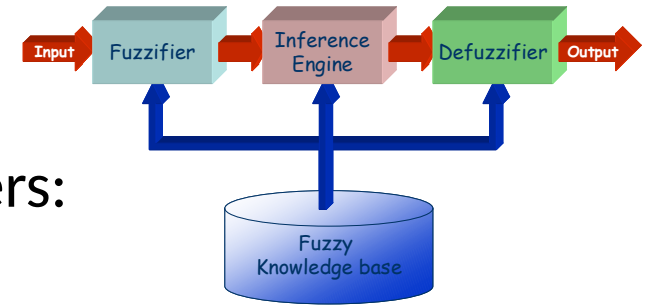 Input
Fuzzifier
Inference
Engine
Defuzzifier
Output
ers:
Fuzzy
Knowledge base